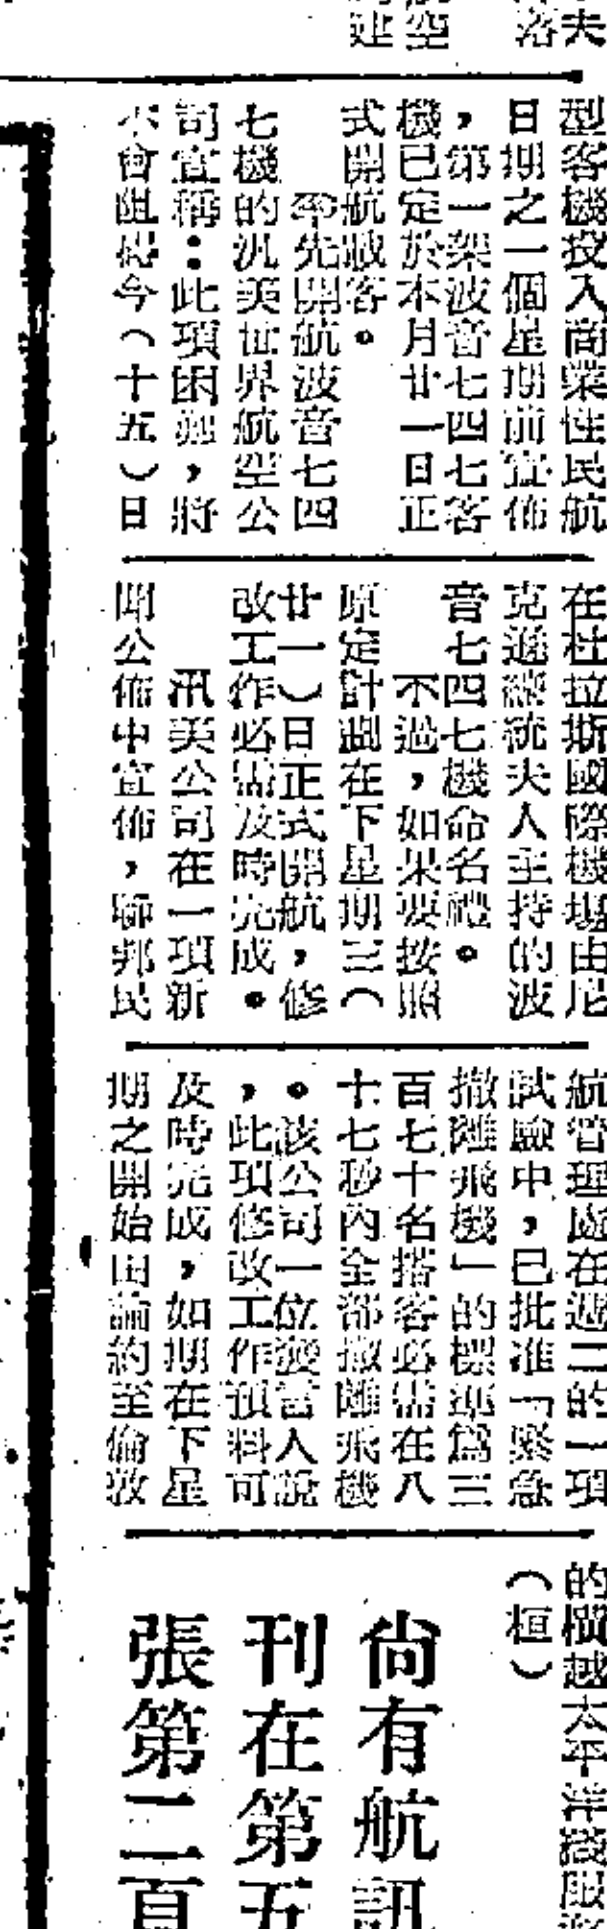 型客機投入商業性民航
日期之一個星期前宣佈
，第一架波音七四七客
機已定於本月廿一日正
式開航載客。
率先開航波音七四
七機的汎美世界航空公
司宣稱：此項困難，將
不會阻碍今（十五）日
在杜拉斯國際機場由尼
克遜總統夫人主持的波
音七四七機命名禮。
不過，如果要按照
原定計劃在下星期三（
廿一）日正式開航，修
改工作必需及時完成。
汎美公司在一項新
聞公佈中宣佈，聯邦民
航管理處在週二的一項
試驗中，已批准「緊急
撤離飛機」的標準爲三
百七十名搭客必需在八
十七秒內全部撤離飛機
。該公司一位發言人說
，此項修改工作預料可
及時完成，如期在下星
期之開始由紐約至倫敦
的橫越太平洋綫服
（桓）
尚有航訊
刊在第五
張第二頁